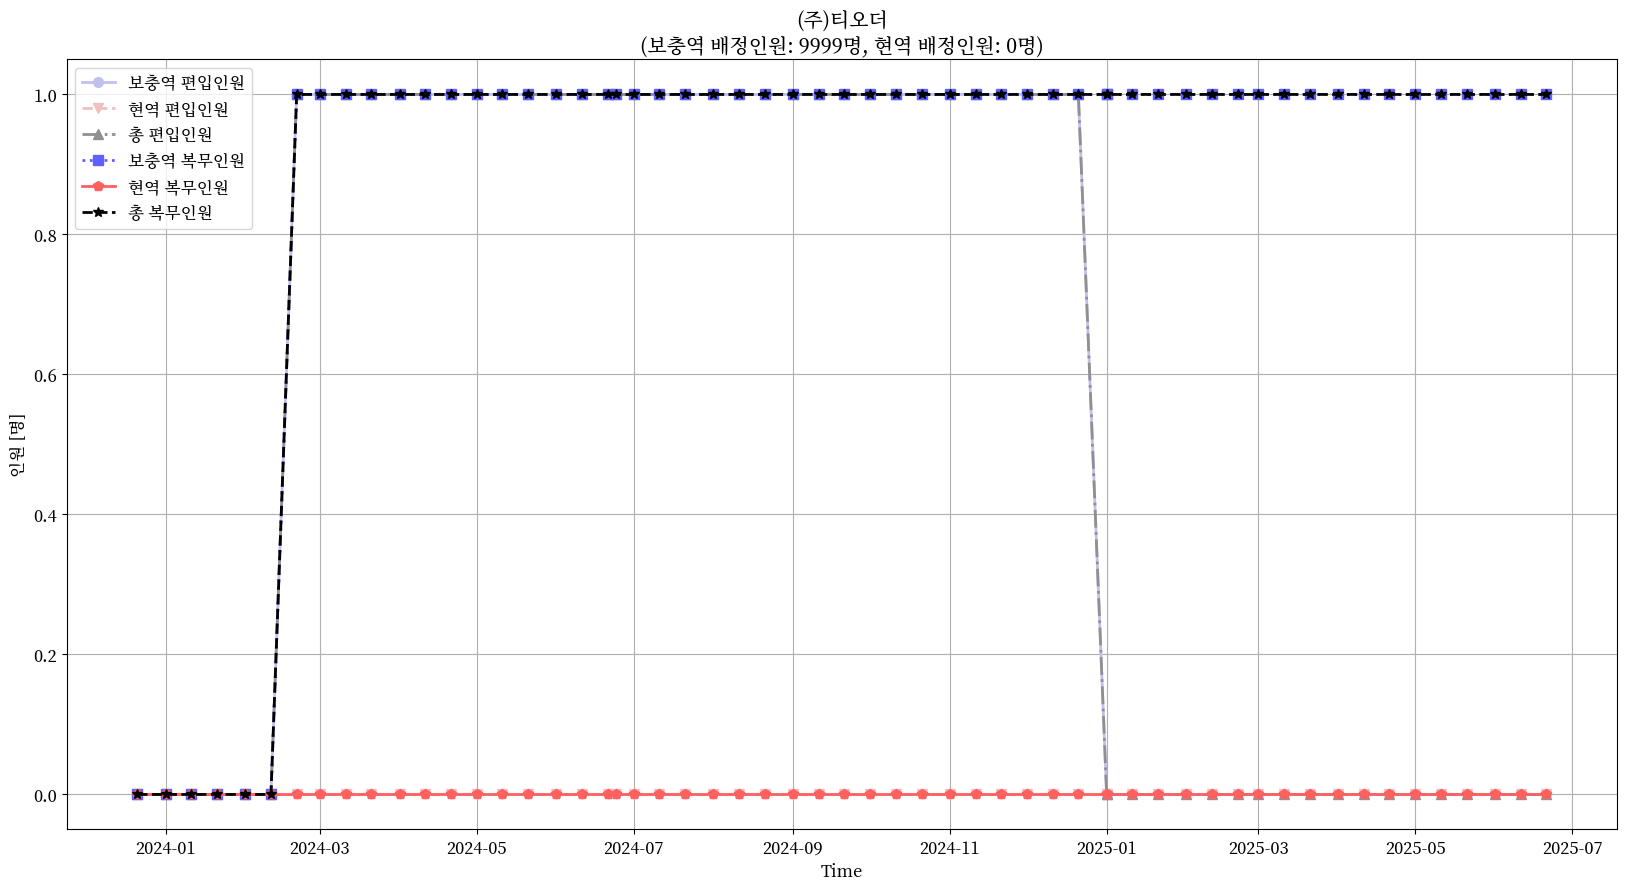 (주)티오더
(보충역 배정인원: 9999명, 현역 배정인원: 0명)
보충역 편입인원
현역 편입인원
총 편입인원
보충역 복무인원
현역 복무인원
총 복무인원
1.0
0.8
0.6
0.4
0.2
0.0
인원 [명]
2024-01 2024-03 2024-05 2024-07 2024-09 2024-11 2025-01 2025-03 2025-05 2025-07
Time